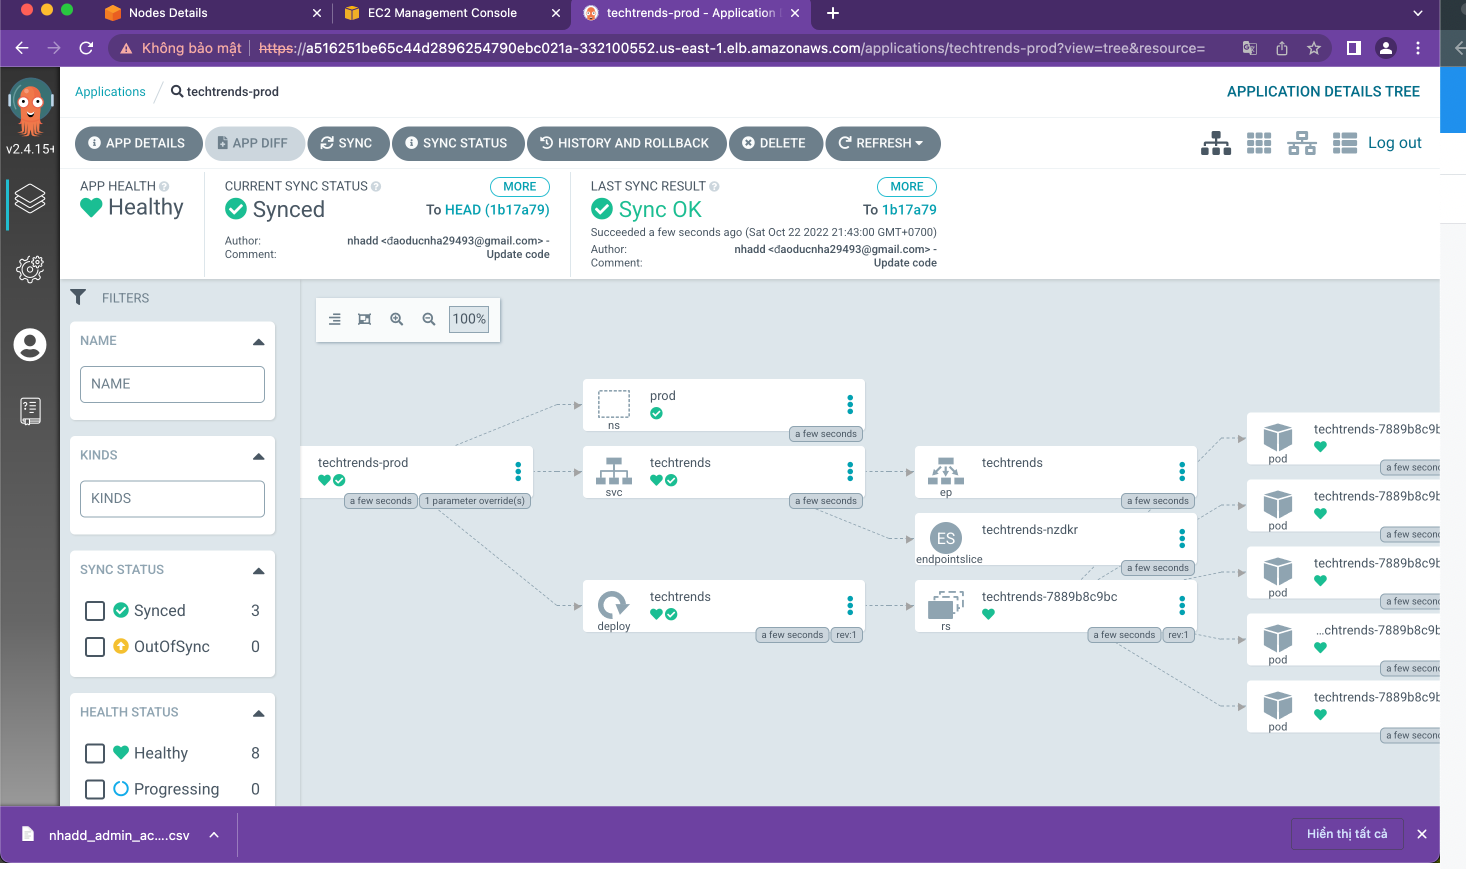 Nodes Details
EC2 Management Console
techtrends-prod - Application
Không bảo mật
https://a516251be65c44d2896254790ebc021a-332100552.us-east-1.elb.amazonaws.com/applications/techtrends-prod?view=tree&resource=
Applications
techtrends-prod
APPLICATION DETAILS TREE
v2.4.15+
APP DETAILS
APP DIFF
SYNC
SYNC STATUS
HISTORY AND ROLLBACK
DELETE
REFRESH
Log out
APP HEALTH
Healthy
CURRENT SYNC STATUS
MORE
Synced
To HEAD (1b17a79)
Author:
nhadd <đaoducnha29493@gmail.com> -
Comment:
Update code
LAST SYNC RESULT
MORE
Sync OK
To 1b17a79
Succeeded a few seconds ago (Sat Oct 22 2022 21:43:00 GMT+0700)
Author:
nhadd <đaoducnha29493@gmail.com> -
Comment:
Update code
FILTERS
NAME
NAME
KINDS
KINDS
SYNC STATUS
Synced 3
OutOfSync 0
HEALTH STATUS
Healthy 8
Progressing 0
100%
techtrends-prod
a few seconds
1 parameter override(s)
prod
ns
a few seconds
techtrends
svc
a few seconds
techtrends
deploy
a few seconds
rev:1
techtrends
ep
a few seconds
ES
techtrends-nzdkr
endpointslice
a few seconds
techtrends-7889b8c9bc
rs
a few seconds
rev:1
techtrends-7889b8c9b
pod
a few secon
techtrends-7889b8c9b
pod
a few secon
techtrends-7889b8c9b
pod
a few secon
…chtrends-7889b8c9b
pod
a few secon
techtrends-7889b8c9b
pod
a few secon
nhadd_admin_ac....csv
Hiển thị tất cả